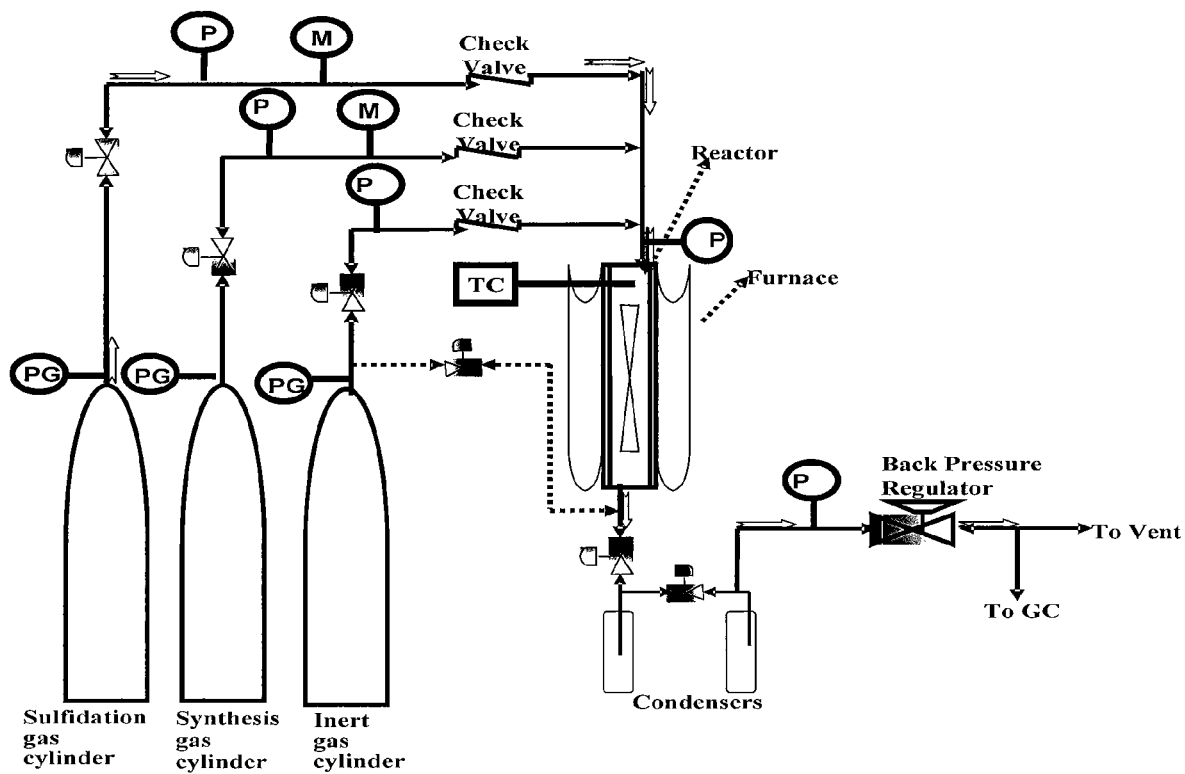 P
M
Check
Valve
P
M
Check
Valve
P
Check
Valve
Reactor
P
TC
Furnace
PG
PG
PG
P
Back Pressure
Regulator
To Vent
To GC
Condensers
Sulfidation
gas
cylinder
Synthesis
gas
cylinder
Inert
gas
cylinder